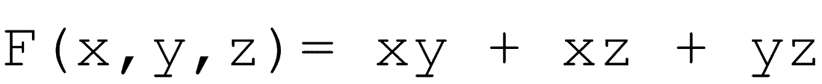 F(x,y,z)= xy + xz + yz